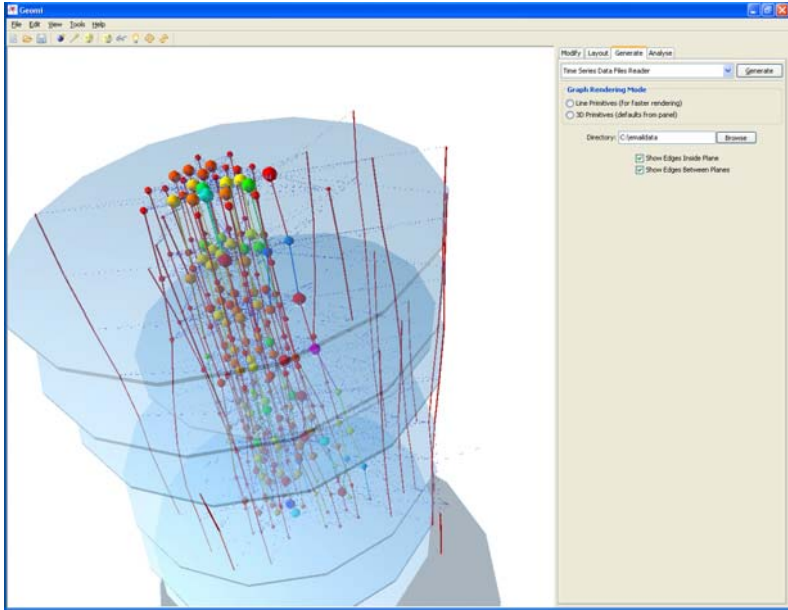 Geomi
File Edit View Tools Help
Modify Layout Generate Analyse
Time Series Data Files Reader Generate
Graph Rendering Mode
Line Primitives (for faster rendering)
3D Primitives (defaults from panel)
Directory: C:\emaildata Browse
Show Edges Inside Plane
Show Edges Between Planes